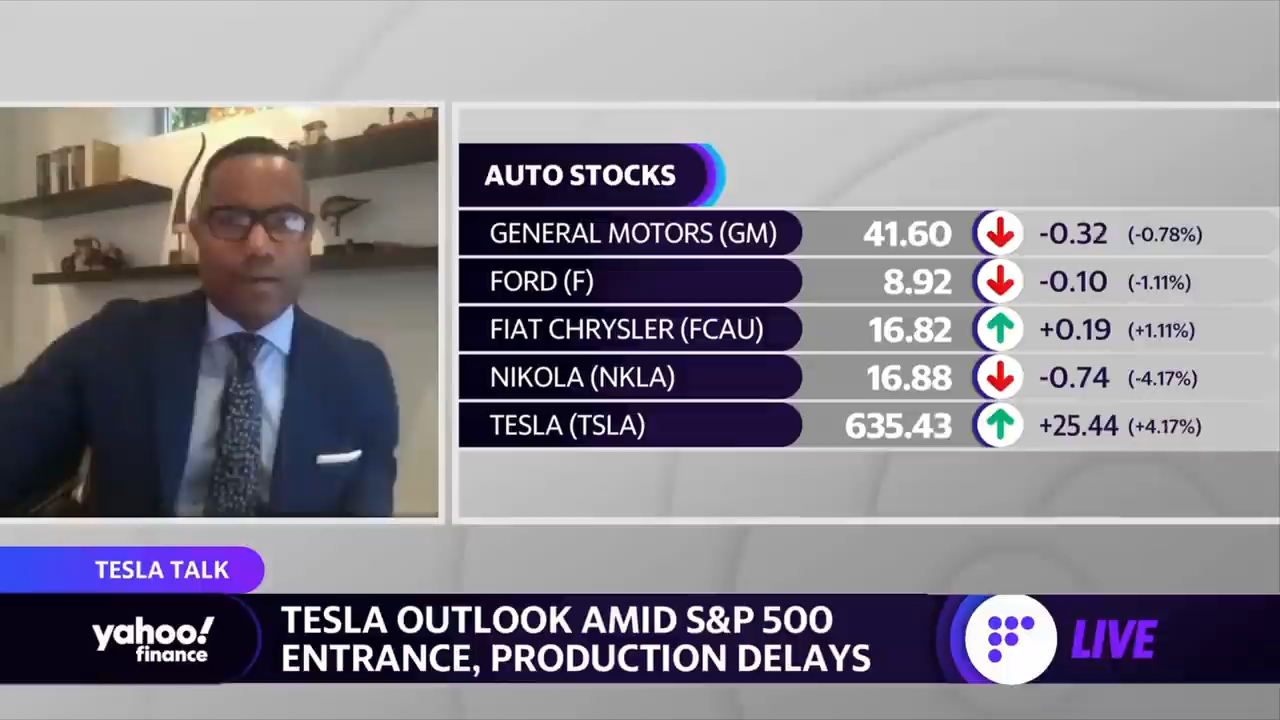 AUTO STOCKS
GENERAL MOTORS (GM) 41.60 -0.32 (-0.78%)
FORD (F) 8.92 -0.10 (-1.11%)
FIAT CHRYSLER (FCAU) 16.82 +0.19 (+1.11%)
NIKOLA (NKLA) 16.88 -0.74 (-4.17%)
TESLA (TSLA) 635.43 +25.44 (+4.17%)
TESLA TALK
yahoo!
finance
TESLA OUTLOOK AMID S&P 500
ENTRANCE, PRODUCTION DELAYS
LIVE